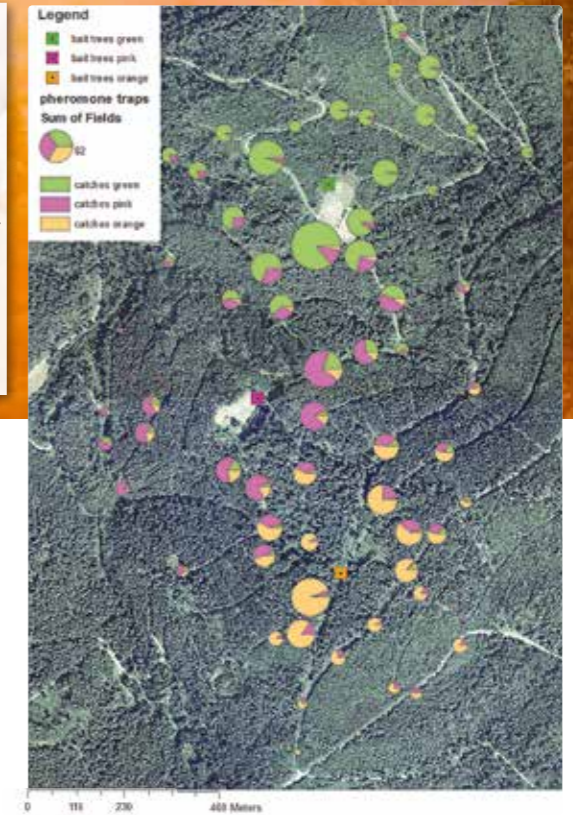 Legend
bait trees green
bait trees pink
bait trees orange
pheromone traps
Sum of Fields
92
catches green
catches pink
catches orange
0 115 230 460 Meters